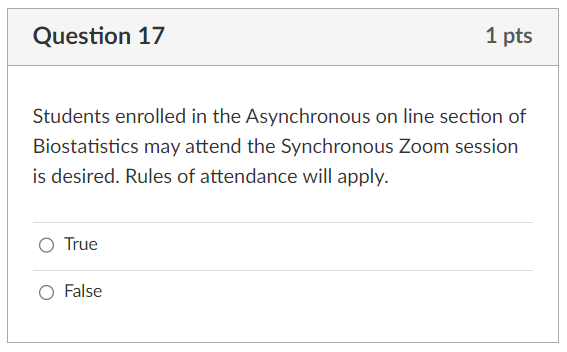 Question 17
1 pts
Students enrolled in the Asynchronous on line section of
Biostatistics may attend the Synchronous Zoom session
is desired. Rules of attendance will apply.
True
False